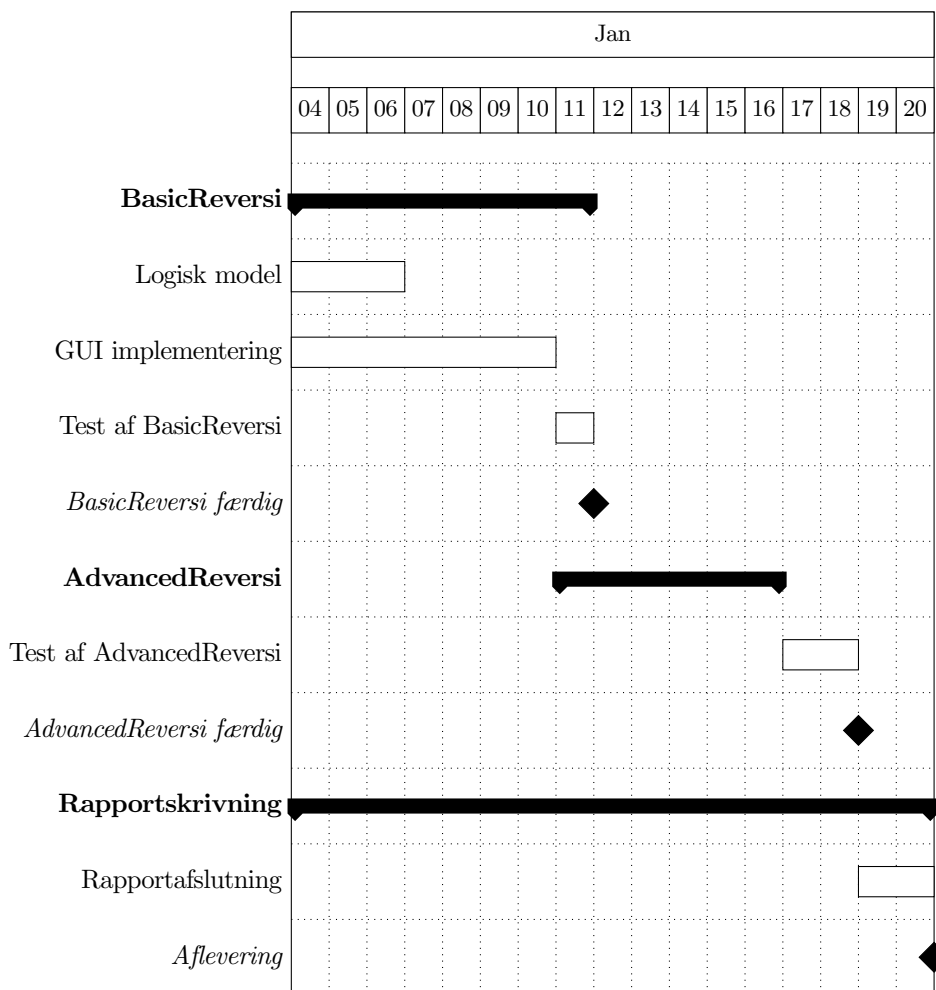 Jan
04 05 06 07 08 09 10 11 12 13 14 15 16 17 18 19 20
BasicReversi
Logisk model
GUI implementering
Test af BasicReversi
BasicReversi færdig
AdvancedReversi
Test af AdvancedReversi
AdvancedReversi færdig
Rapportskrivning
Rapportafslutning
Aflevering